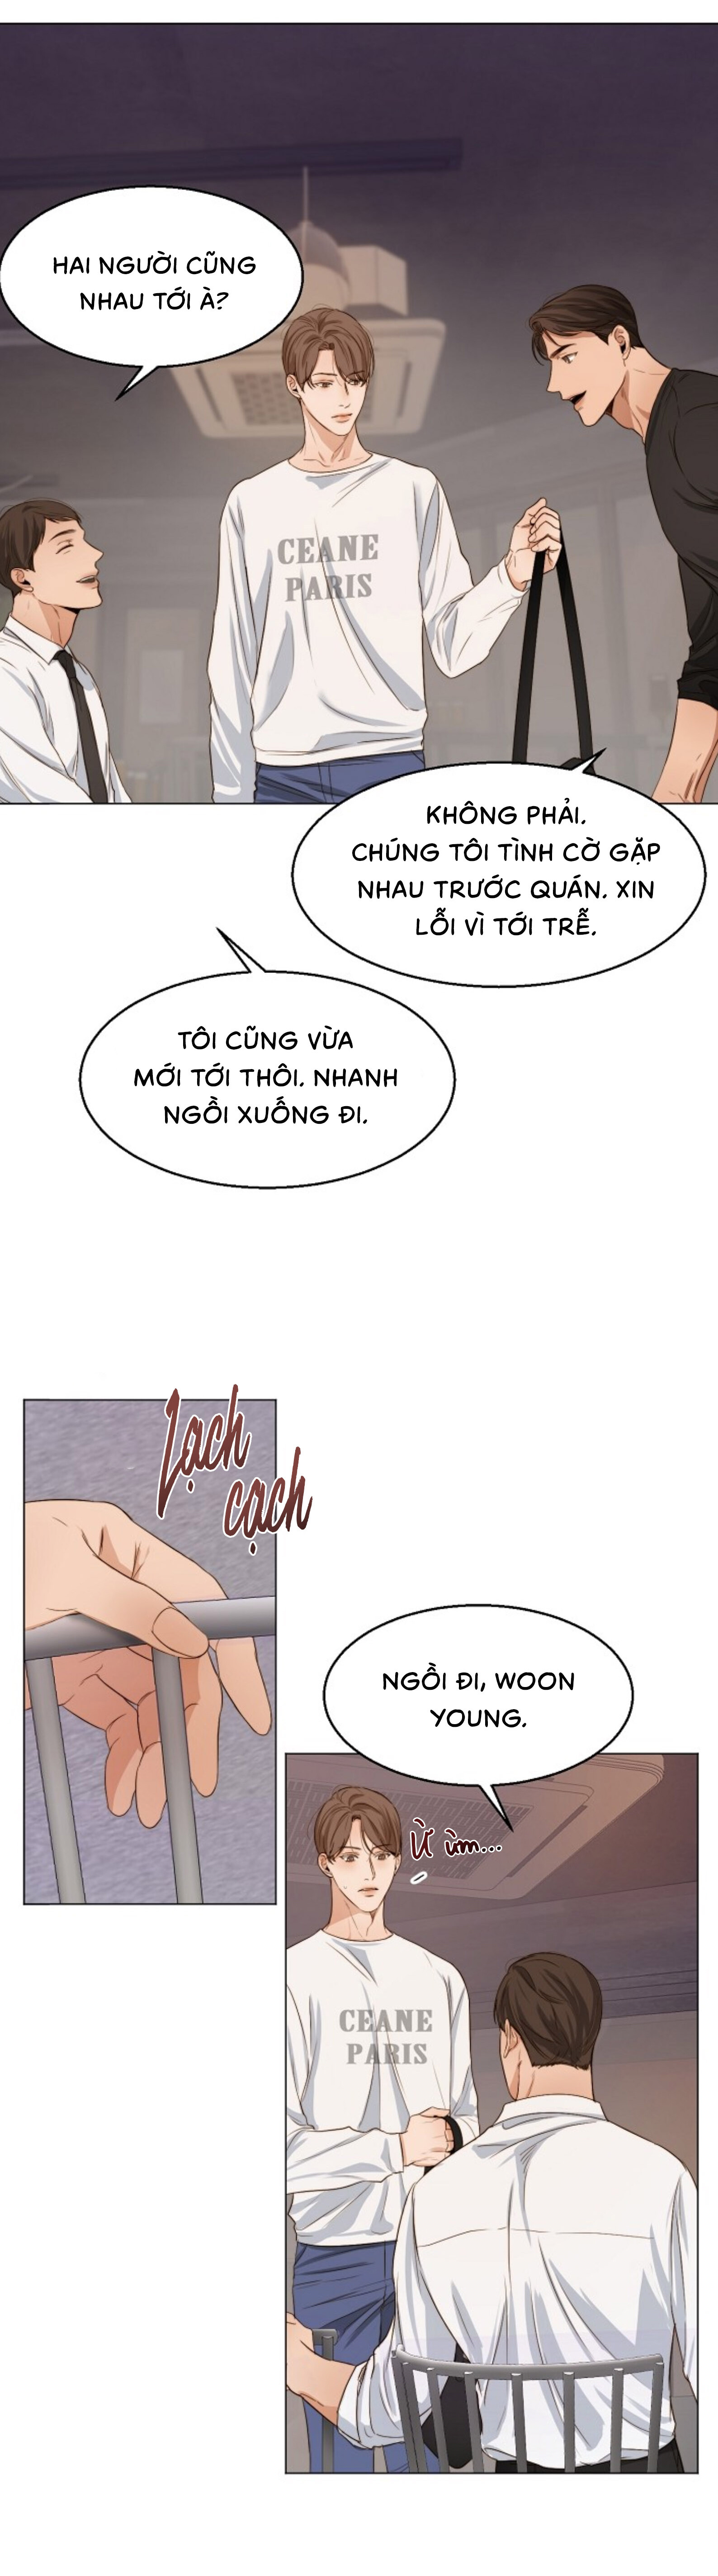 HAI NGƯỜI CÙNG
NHAU TỚI À?
CEANE
PARIS
KHÔNG PHẢI.
CHÚNG TÔI TÌNH CỜ GẶP
NHAU TRƯỚC QUÁN. XIN
LỖI VÌ TỚI TRỄ.
TÔI CŨNG VỪA
MỚI TỚI THÔI. NHANH
NGỒI XUỐNG ĐI.
Lạch
cạch
NGỒI ĐI, WOON
YOUNG.
Ừ ừm...
CEANE
PARIS